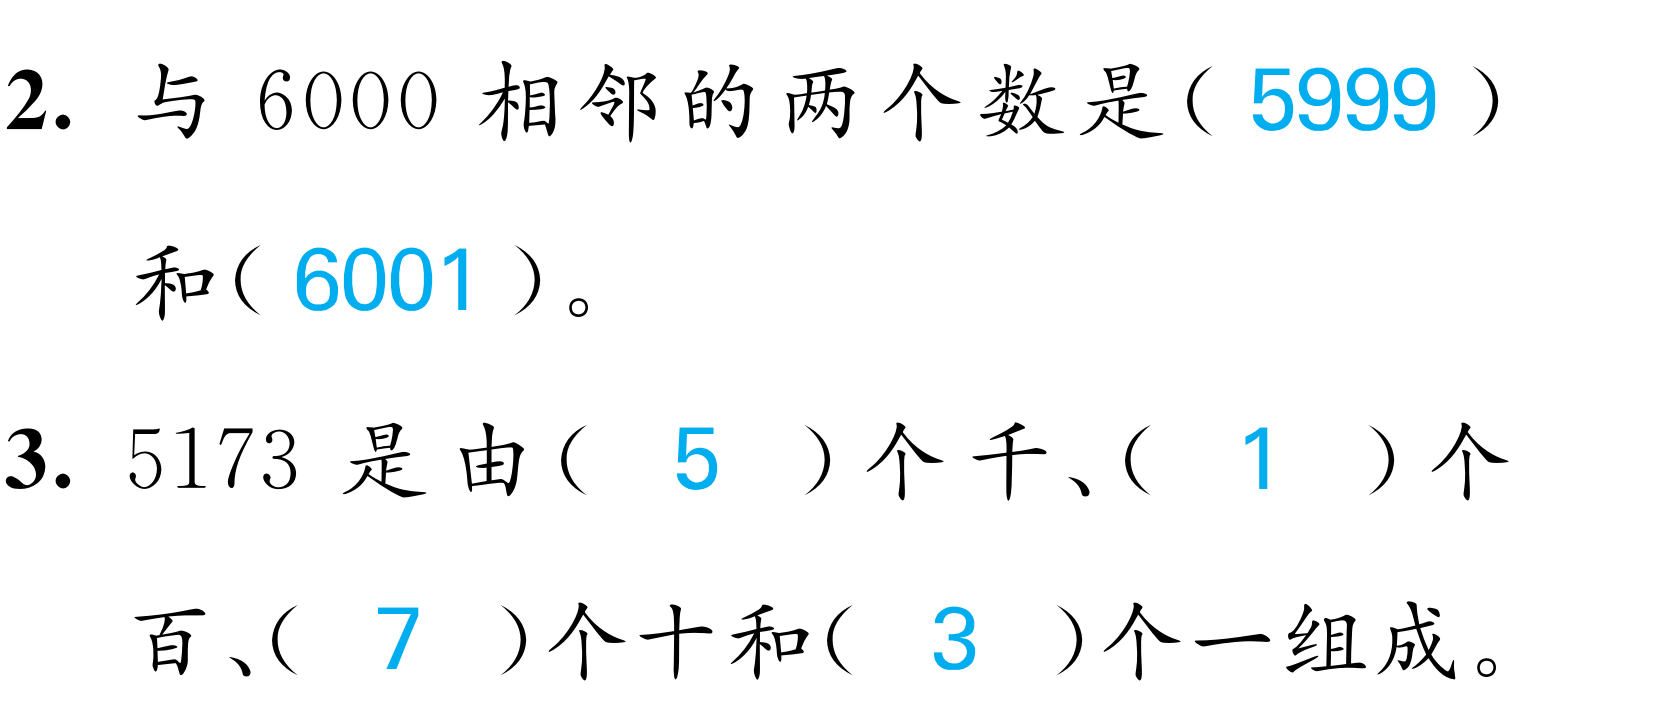 2. 与 6000 相邻的两个数是( 5999 )
和( 6001 )。
3. 5173 是由( 5 )个千、( 1 )个
百、( 7 )个十和( 3 )个一组成。